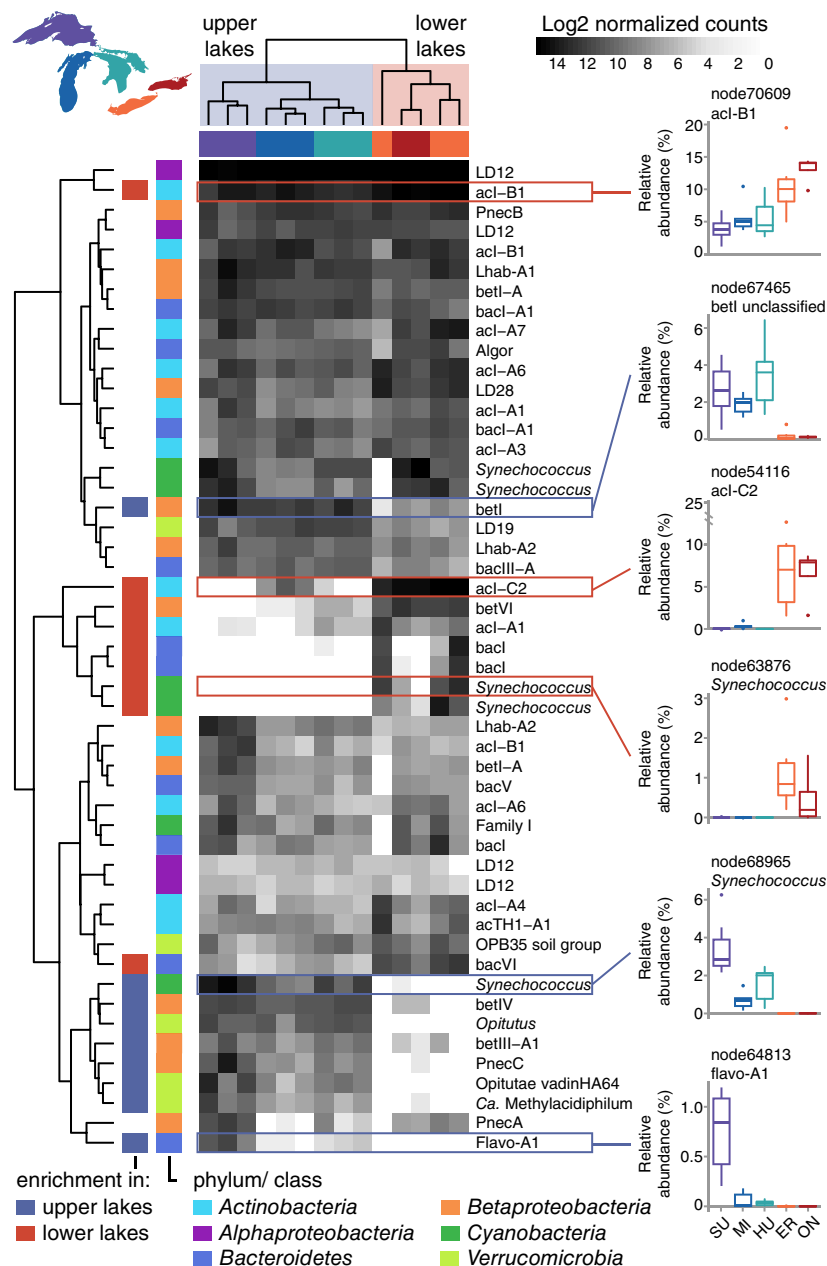 upper
lakes
lower
lakes
Log2 normalized counts
14 12 10 8 6 4 2 0
LD12
acI-B1
PnecB
LD12
acI-B1
Lhab-A1
betI-A
bacI-A1
acI-A7
Algor
acI-A6
LD28
acI-A1
bacI-A1
acI-A3
Synechococcus
Synechococcus
betI
LD19
Lhab-A2
bacIII-A
acI-C2
betVI
acI-A1
bacI
bacI
Synechococcus
Synechococcus
Lhab-A2
acI-B1
betI-A
bacV
acI-A6
Family I
bacI
LD12
LD12
acI-A4
acTH1-A1
OPB35 soil group
bacVI
Synechococcus
betIV
Opitutus
betIII-A1
PnecC
Opitutae vadinHA64
Ca. Methylacidiphilum
PnecA
Flavo-A1
node70609
acI-B1
Relative
abundance (%)
20
15
10
5
0
node67465
betI unclassified
Relative
abundance (%)
6
4
2
0
node54116
acI-C2
Relative
abundance (%)
25
10
5
0
node63876
Synechococcus
Relative
abundance (%)
3
2
1
0
node68965
Synechococcus
Relative
abundance (%)
6
4
2
0
node64813
flavo-A1
Relative
abundance (%)
1.0
0.5
0
SU MI HU ER ON
enrichment in:
upper lakes
lower lakes
phylum/ class
Actinobacteria
Alphaproteobacteria
Bacteroidetes
Betaproteobacteria
Cyanobacteria
Verrucomicrobia